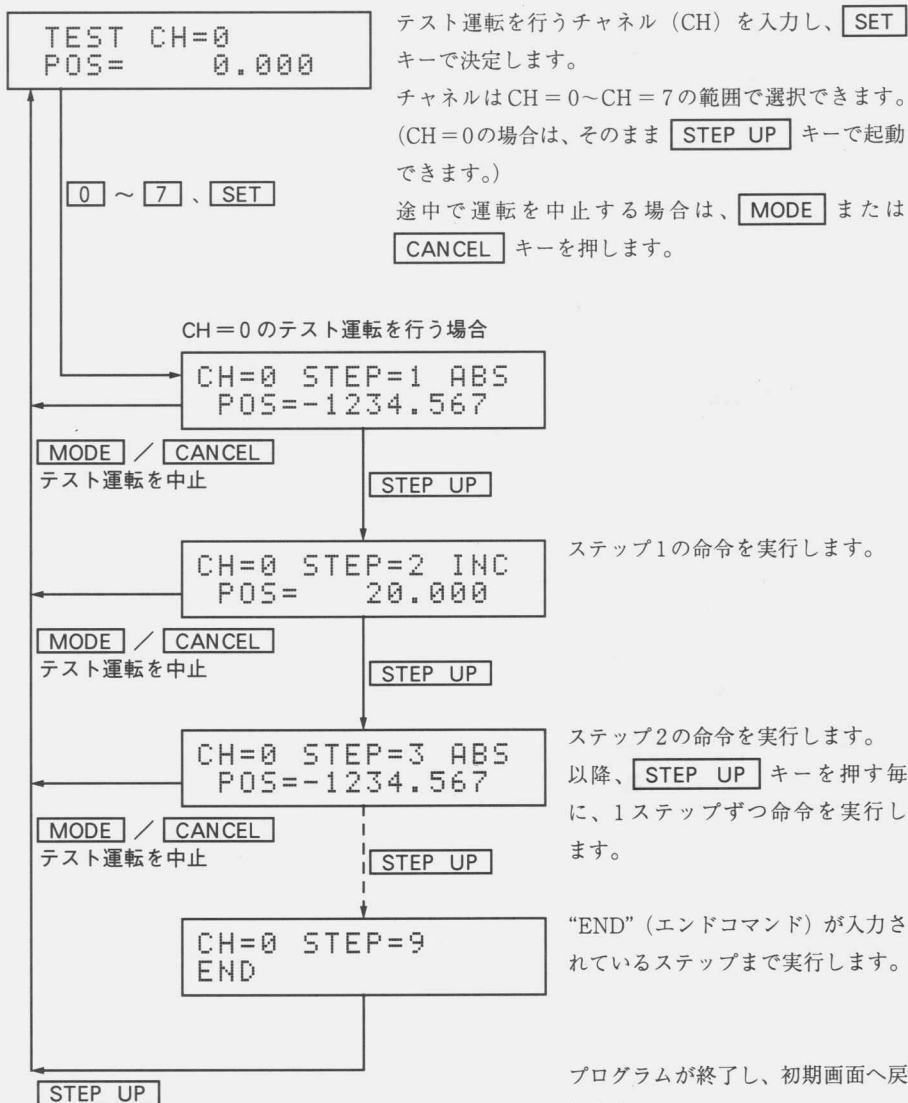 TEST CH=0
POS=     0.000
テスト運転を行うチャネル（CH）を入力し、SET
キーで決定します。
チャネルはCH＝0～CH＝7の範囲で選択できます。
(CH＝0の場合は、そのまま STEP UP キーで起動
できます。)
途中で運転を中止する場合は、MODE または
CANCEL キーを押します。
0 ～ 7 、SET
CH＝0のテスト運転を行う場合
CH=0 STEP=1 ABS
POS=-1234.567
MODE ／ CANCEL
テスト運転を中止
STEP UP
CH=0 STEP=2 INC
POS=   20.000
ステップ1の命令を実行します。
MODE ／ CANCEL
テスト運転を中止
STEP UP
CH=0 STEP=3 ABS
POS=-1234.567
ステップ2の命令を実行します。
以降、STEP UP キーを押す毎
に、1ステップずつ命令を実行し
ます。
MODE ／ CANCEL
テスト運転を中止
STEP UP
CH=0 STEP=9
END
“END”（エンドコマンド）が入力さ
れているステップまで実行します。
プログラムが終了し、初期画面へ戻
STEP UP